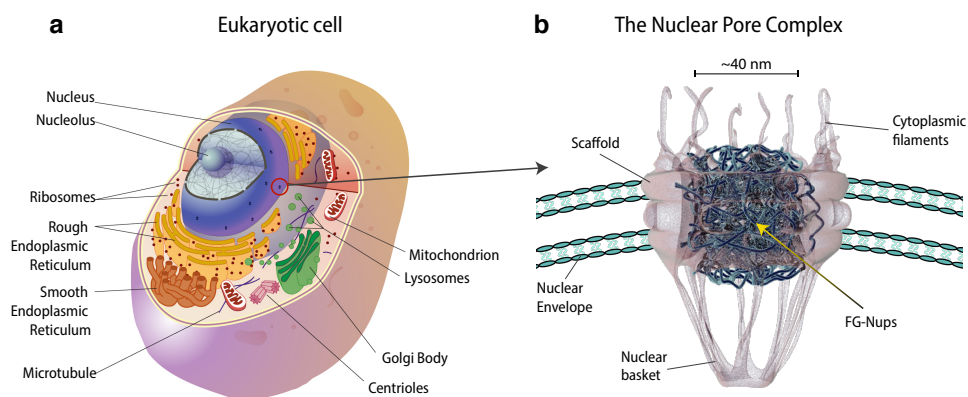 a
Eukaryotic cell
Nucleus
Nucleolus
Ribosomes
Rough
Endoplasmic
Reticulum
Smooth
Endoplasmic
Reticulum
Microtubule
Mitochondrion
Lysosomes
Golgi Body
Centrioles
b
The Nuclear Pore Complex
~40 nm
Cytoplasmic
filaments
Scaffold
Nuclear
Envelope
FG-Nups
Nuclear
basket